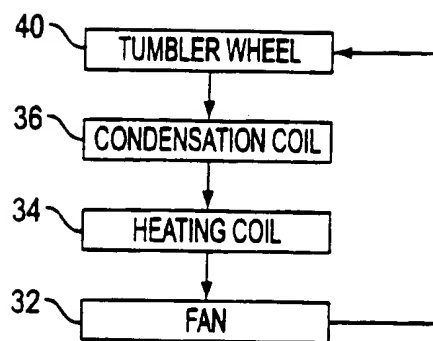 40
TUMBLER WHEEL
36
CONDENSATION COIL
34
HEATING COIL
32
FAN